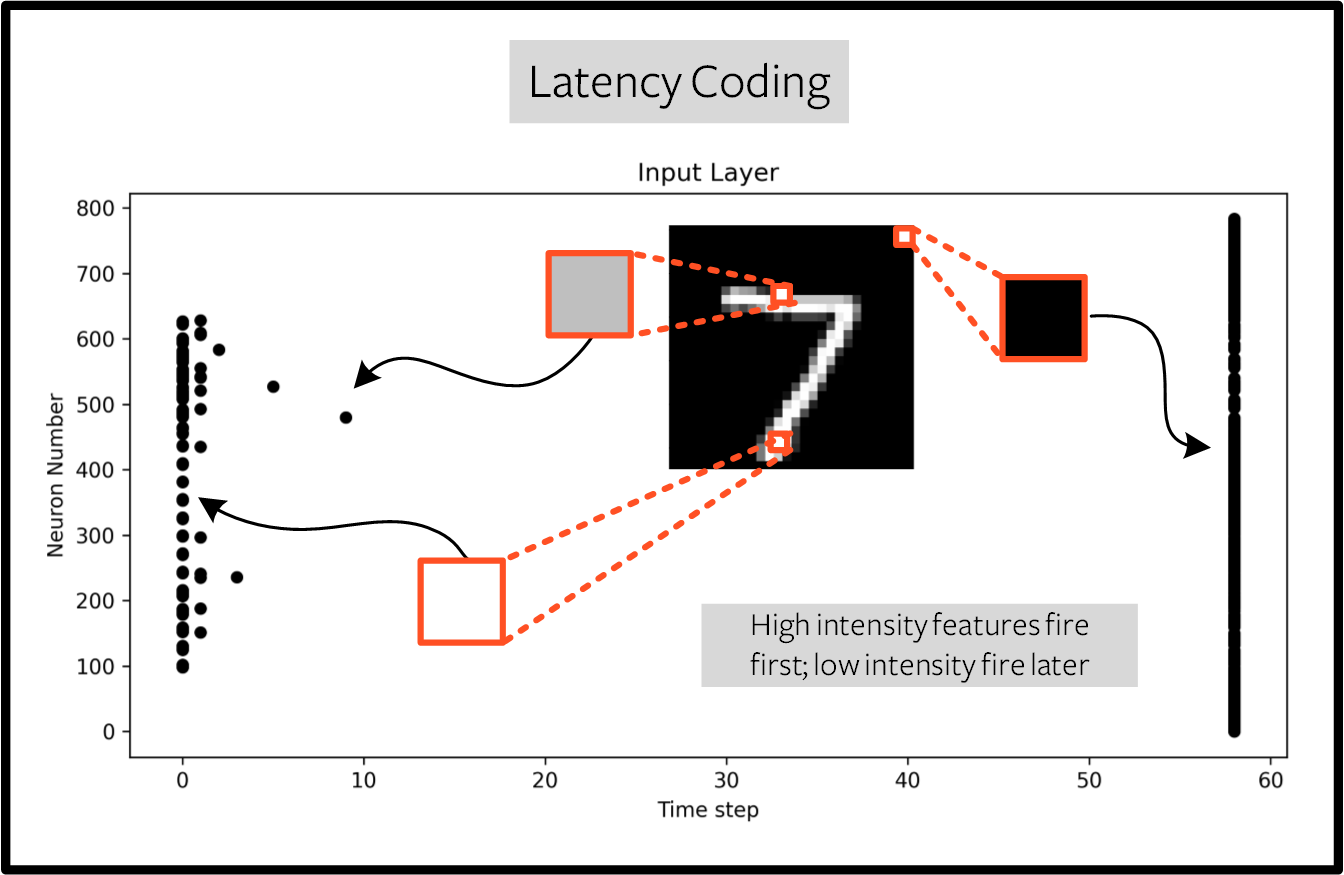 Latency Coding
Input Layer
800
700
600
500
400
300
200
100
0
Neuron Number
0 10 20 30 40 50 60
Time step
High intensity features fire
first; low intensity fire later